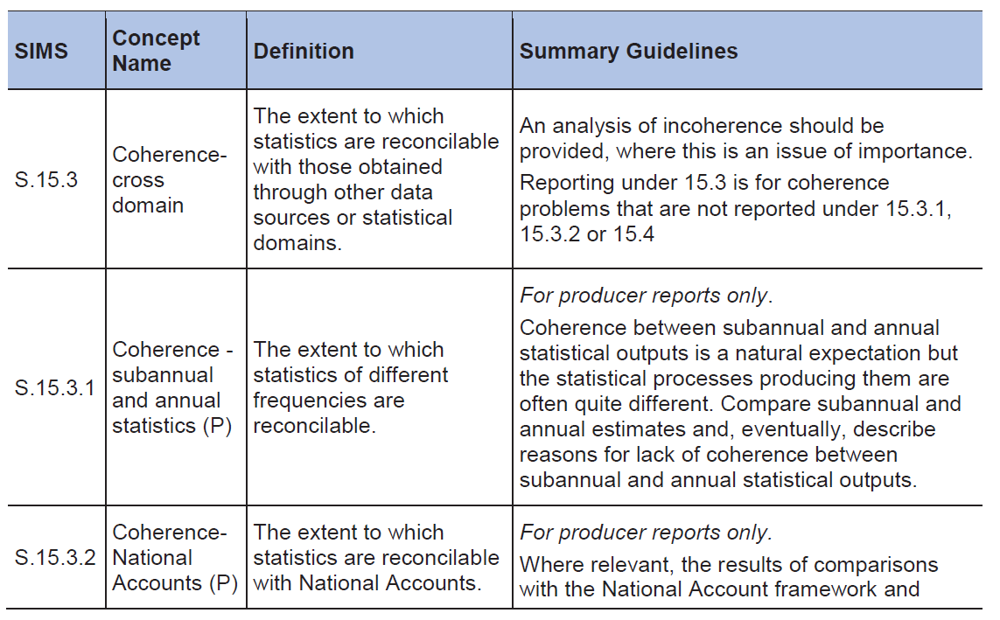 SIMS
Concept
Name
Definition
Summary Guidelines
S.15.3
Coherence-
cross
domain
The extent to which
statistics are reconcilable
with those obtained
through other data
sources or statistical
domains.
An analysis of incoherence should be
provided, where this is an issue of importance.
Reporting under 15.3 is for coherence
problems that are not reported under 15.3.1,
15.3.2 or 15.4
S.15.3.1
Coherence -
subannual
and annual
statistics (P)
The extent to which
statistics of different
frequencies are
reconcilable.
For producer reports only.
Coherence between subannual and annual
statistical outputs is a natural expectation but
the statistical processes producing them are
often quite different. Compare subannual and
annual estimates and, eventually, describe
reasons for lack of coherence between
subannual and annual statistical outputs.
S.15.3.2
Coherence-
National
Accounts (P)
The extent to which
statistics are reconcilable
with National Accounts.
For producer reports only.
Where relevant, the results of comparisons
with the National Account framework and